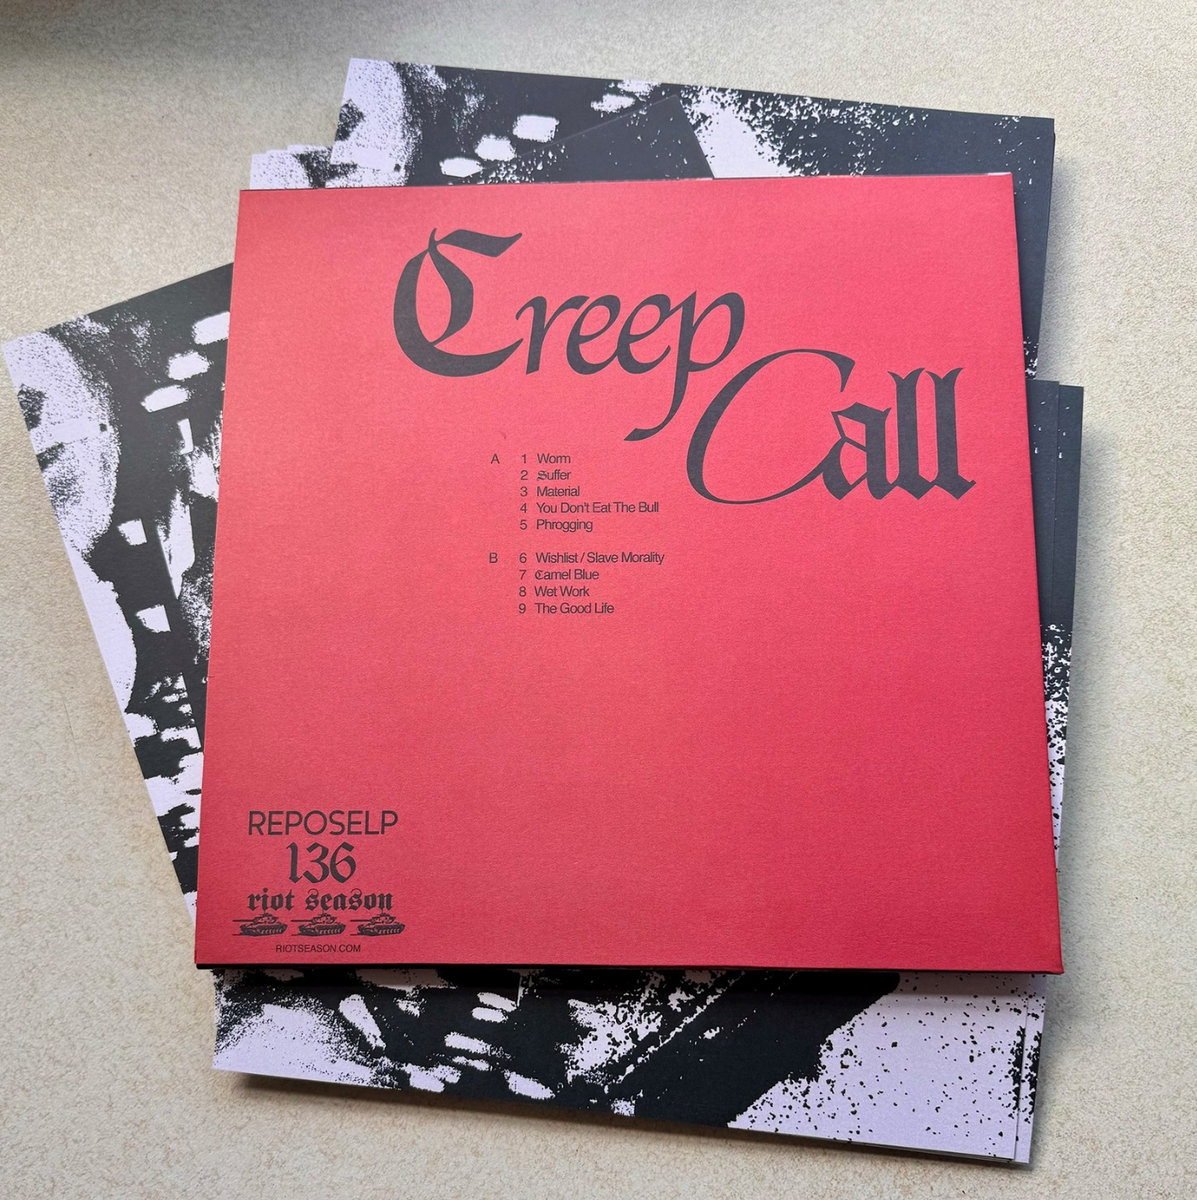 Creep
Call
A 1 Worm
2 Suffer
3 Material
4 You Don't Eat The Bull
5 Phrogging
B 6 Wishlist / Slave Morality
7 Camel Blue
8 Wet Work
9 The Good Life
REPOSELP
136
riot season
RIOTSEASON.COM